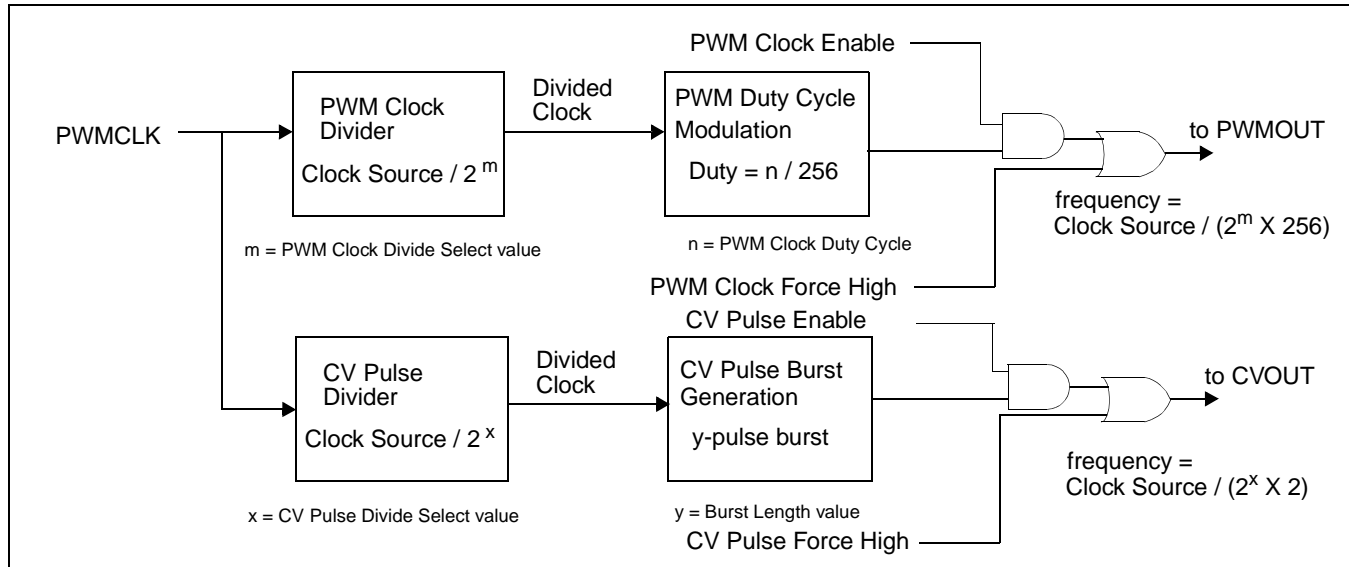 PWM Clock Enable
PWMCLK
PWM Clock
Divider
Clock Source / 2 m
m = PWM Clock Divide Select value
Divided
Clock
PWM Duty Cycle
Modulation
Duty = n / 256
n = PWM Clock Duty Cycle
to PWMOUT
frequency =
Clock Source / (2m X 256)
PWM Clock Force High
CV Pulse Enable
CV Pulse
Divider
Clock Source / 2 x
x = CV Pulse Divide Select value
Divided
Clock
CV Pulse Burst
Generation
y-pulse burst
y = Burst Length value
to CVOUT
frequency =
Clock Source / (2x X 2)
CV Pulse Force High